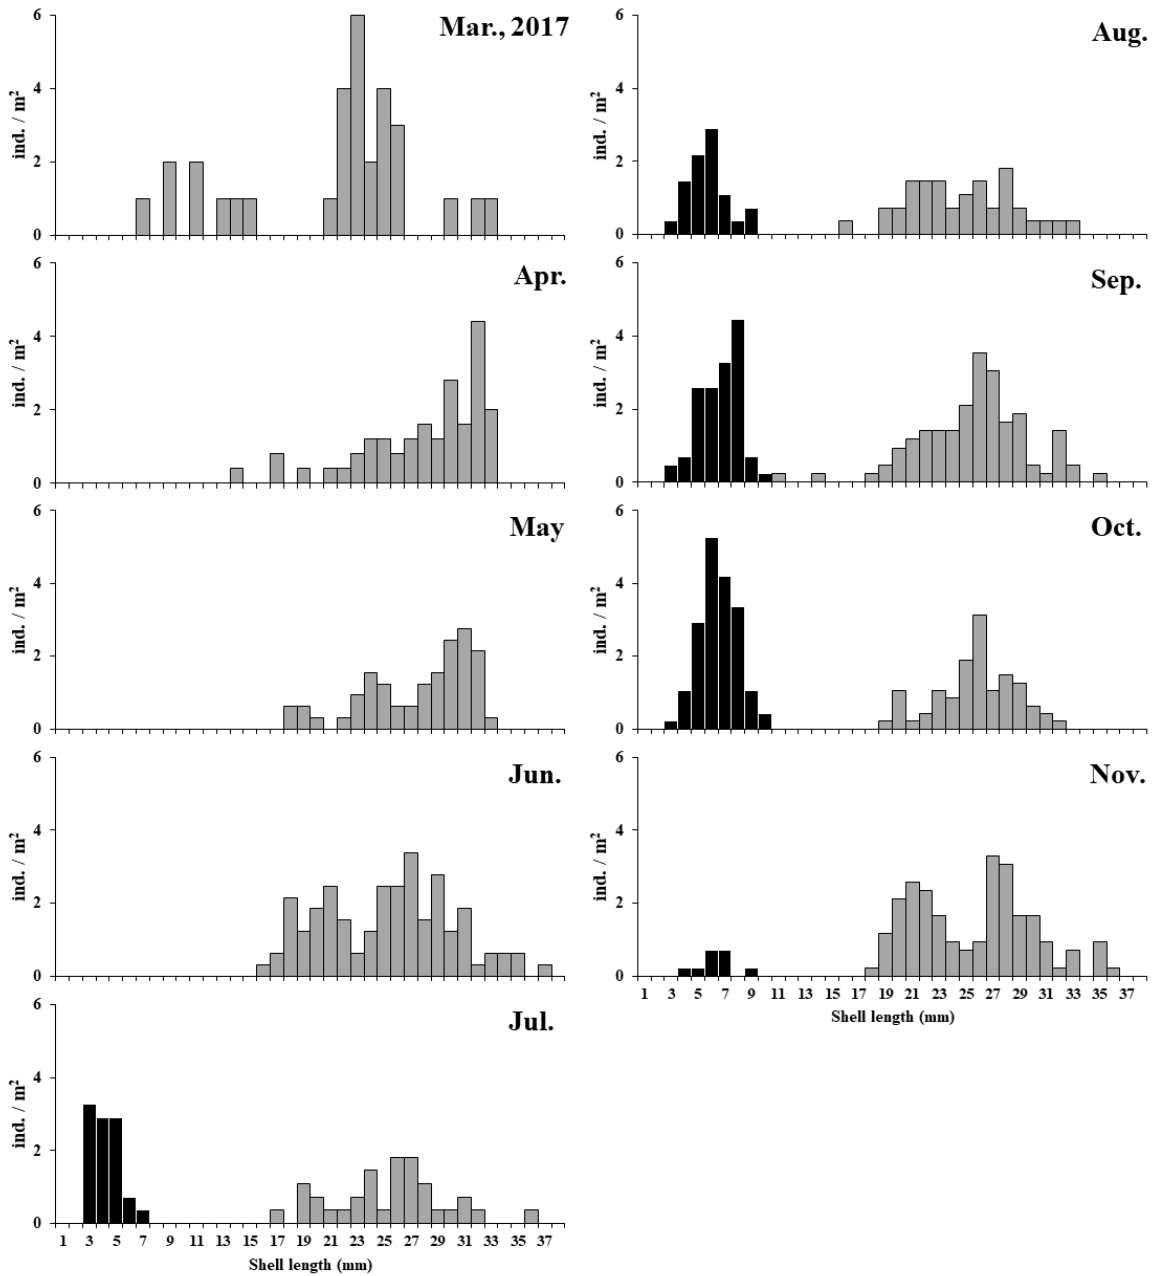 Mar., 2017
6
4
2
0
ind. / m²
Apr.
6
4
2
0
ind. / m²
May
6
4
2
0
ind. / m²
Jun.
6
4
2
0
ind. / m²
Jul.
6
4
2
0
ind. / m²
1 3 5 7 9 11 13 15 17 19 21 23 25 27 29 31 33 35 37
Shell length (mm)
Aug.
6
4
2
0
ind. / m²
Sep.
6
4
2
0
ind. / m²
Oct.
6
4
2
0
ind. / m²
Nov.
6
4
2
0
ind. / m²
1 3 5 7 9 11 13 15 17 19 21 23 25 27 29 31 33 35 37
Shell length (mm)